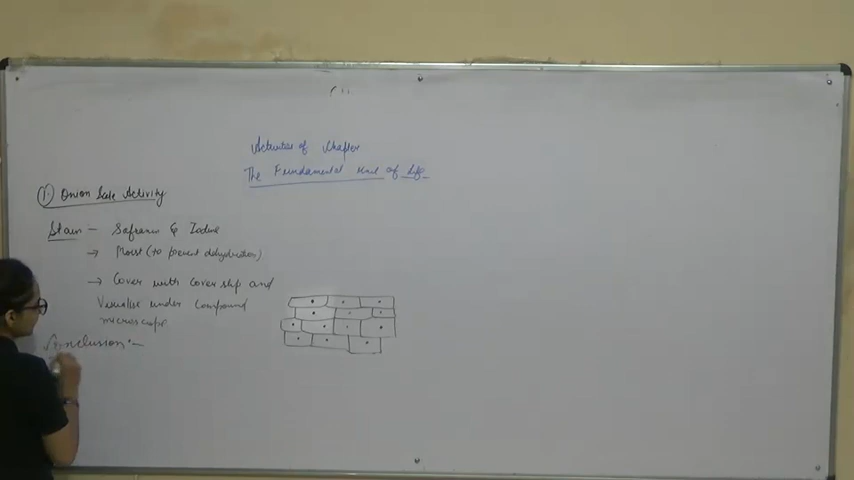 Activities of Chapter
The Fundamental Unit of Life
1. Onion Scale Activity
Stain - Safranin & Iodine
→ Moist (to prevent dehydration)
→ Cover with cover slip and
Visualise under Compound
microscope
Conclusion:-